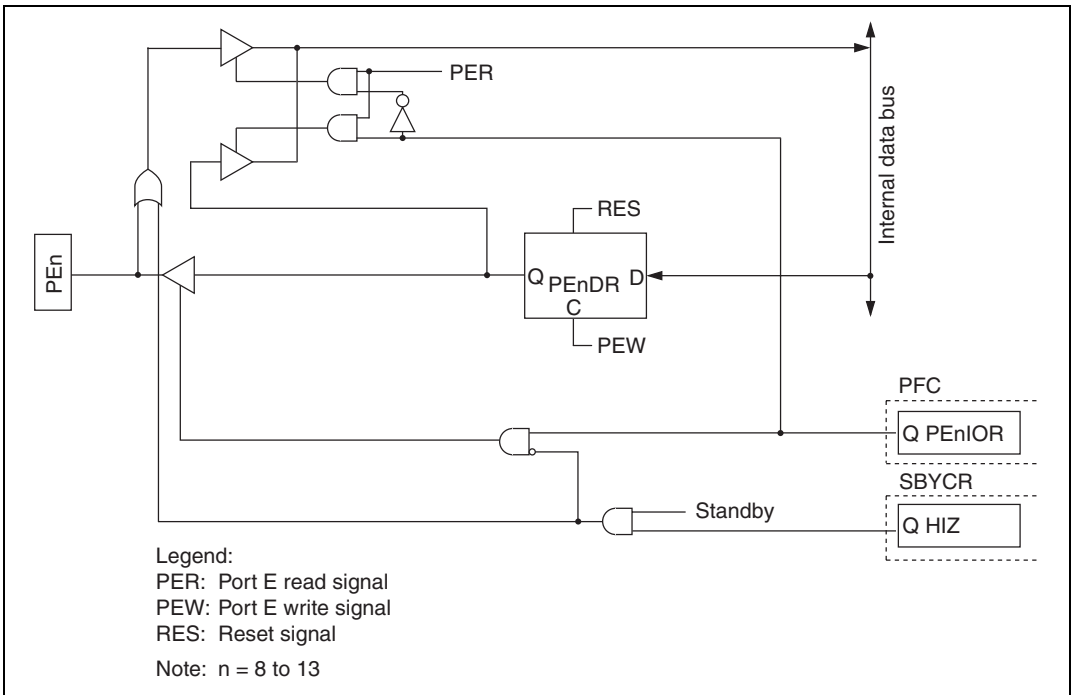 PER
Internal data bus
RES
PEn
Q PEnDR D
C
PEW
PFC
Q PEnIOR
SBYCR
Standby
Q HIZ
Legend:
PER: Port E read signal
PEW: Port E write signal
RES: Reset signal
Note: n = 8 to 13